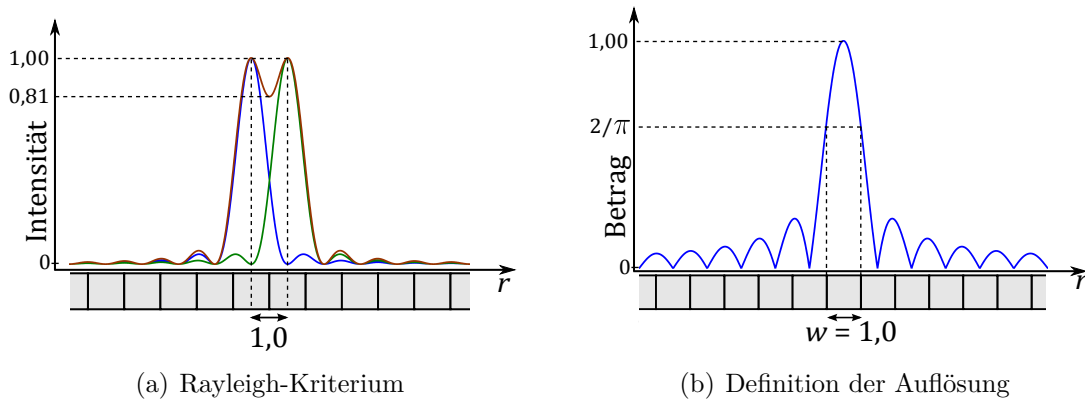 Intensität
1,00
0,81
0
r
1,0
(a) Rayleigh-Kriterium
Betrag
1,00
2/π
0
r
w = 1,0
(b) Definition der Auflösung